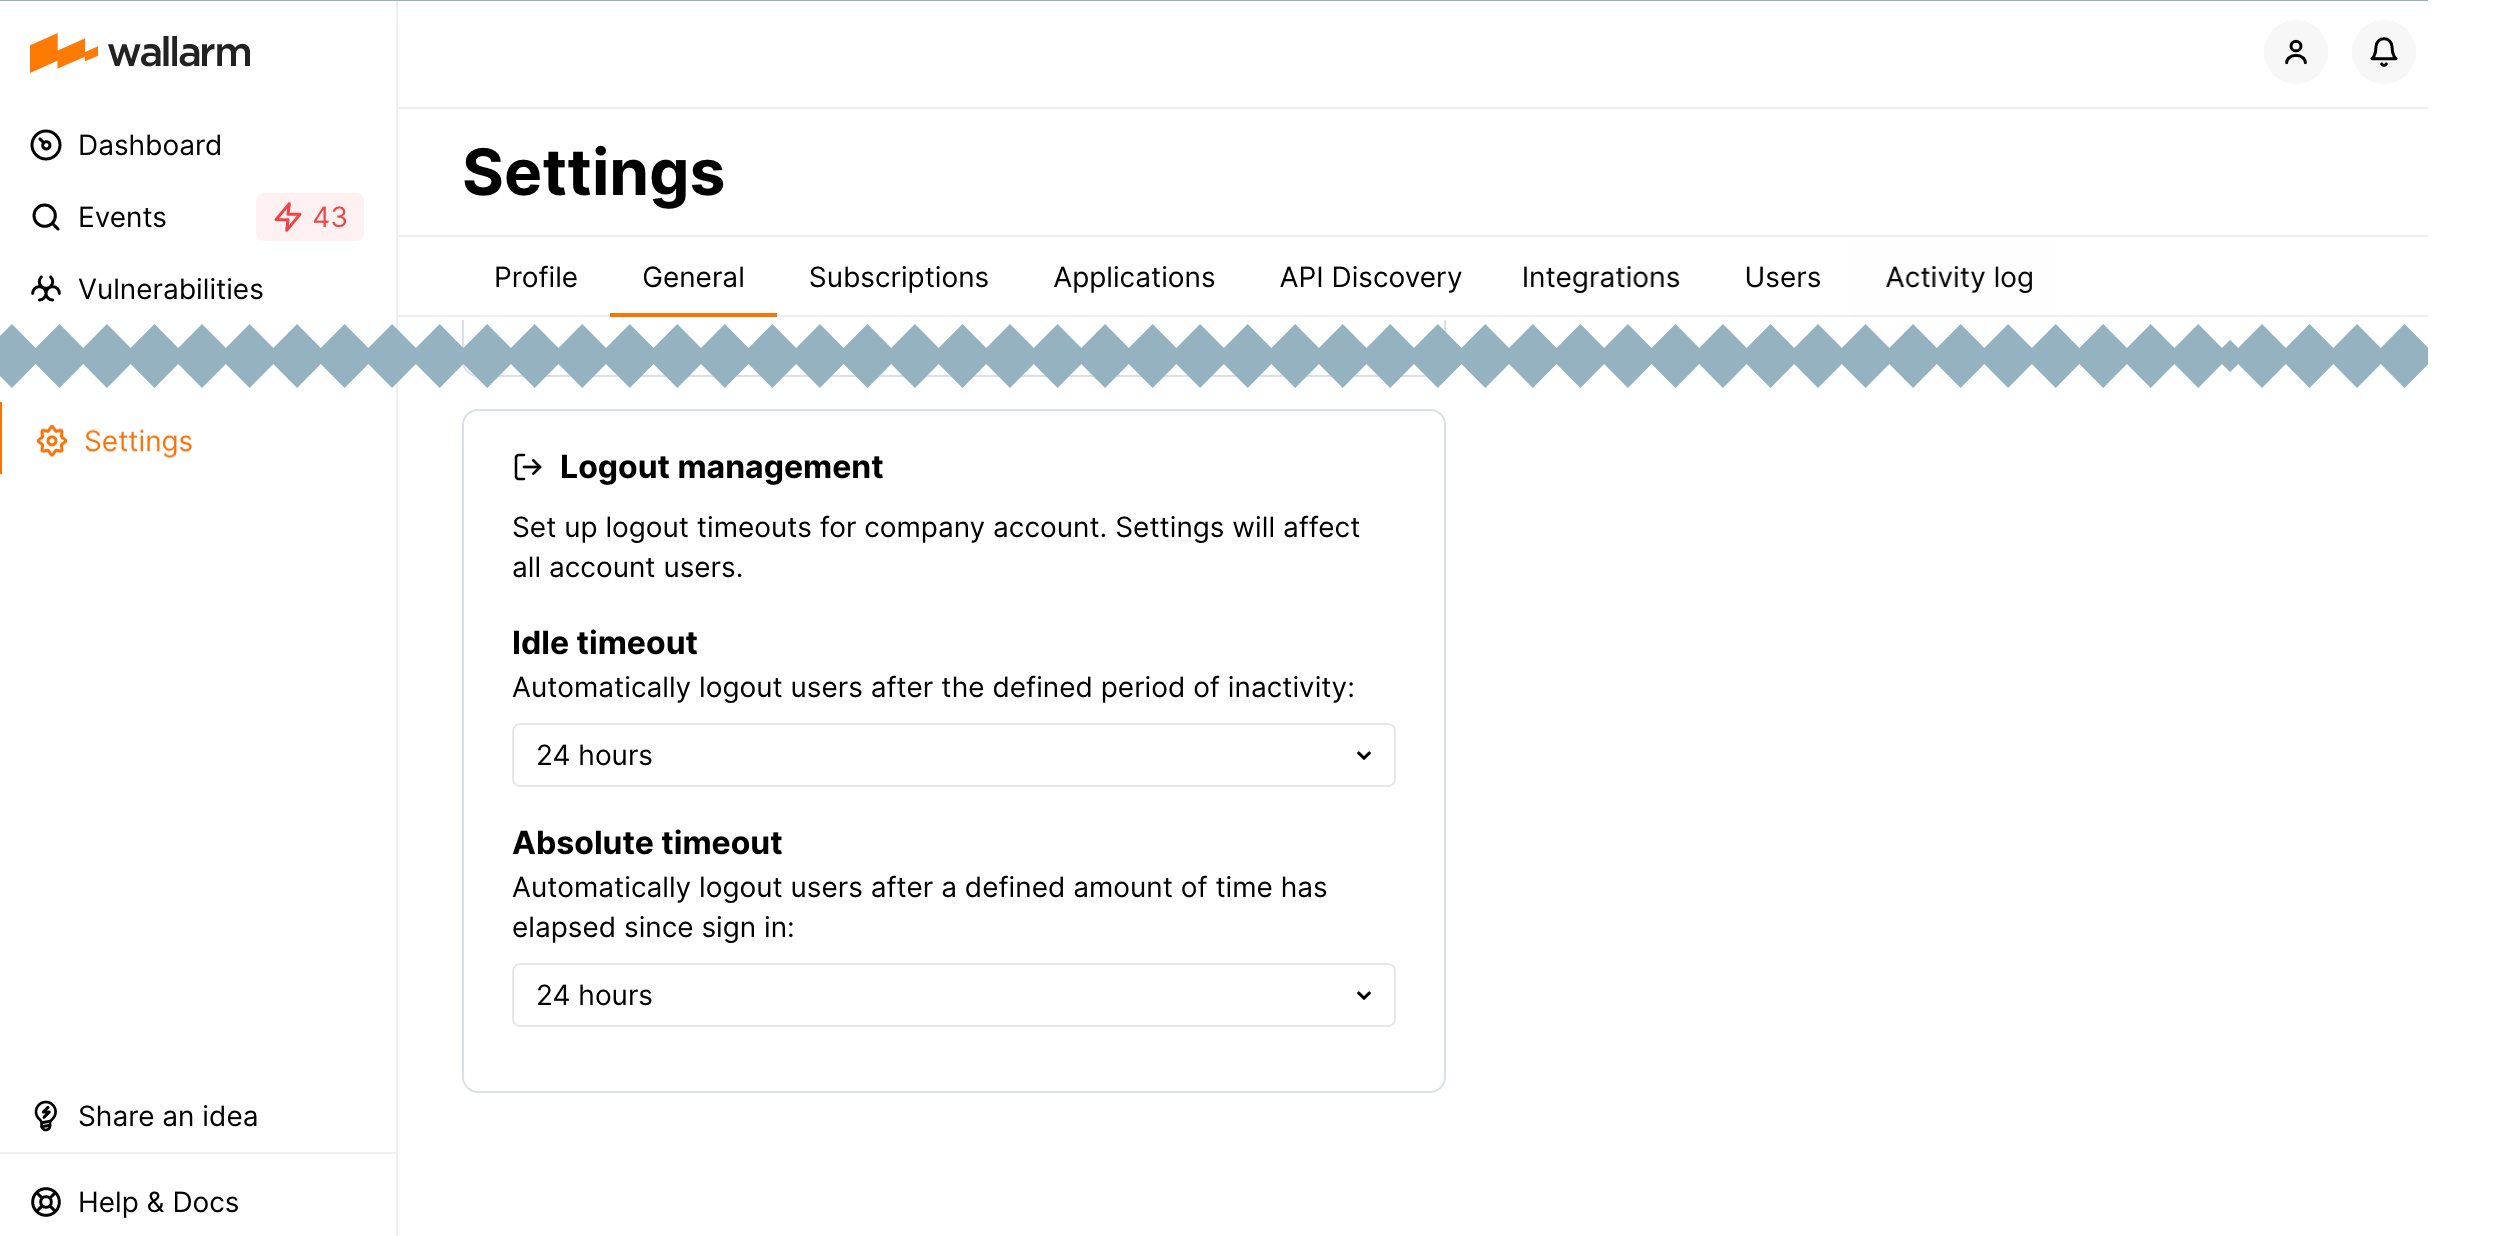 wallarm
Dashboard
Events 43
Vulnerabilities
Settings
Share an idea
Help & Docs
Settings
Profile General Subscriptions Applications API Discovery Integrations Users Activity log
Logout management
Set up logout timeouts for company account. Settings will affect
all account users.
Idle timeout
Automatically logout users after the defined period of inactivity:
24 hours
Absolute timeout
Automatically logout users after a defined amount of time has
elapsed since sign in:
24 hours